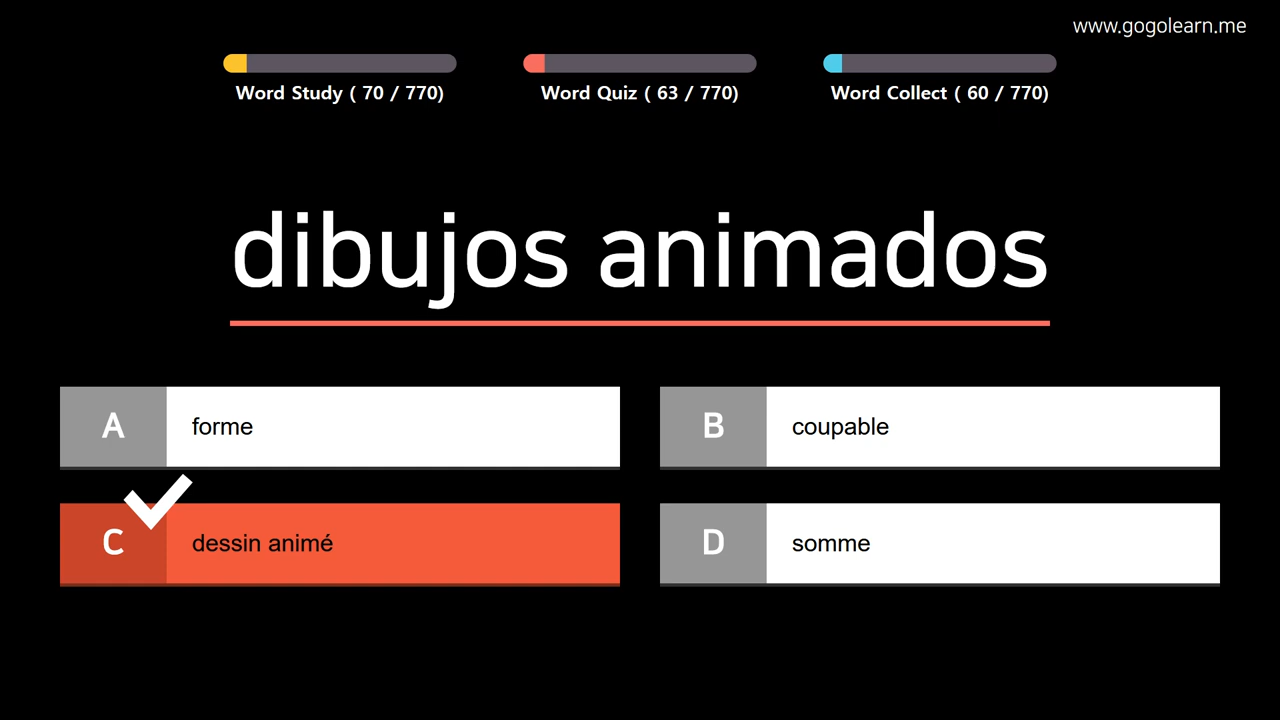 www.gogolearn.me
Word Study ( 70 / 770)
Word Quiz ( 63 / 770)
Word Collect ( 60 / 770)
dibujos animados
A forme
B coupable
C dessin animé
D somme